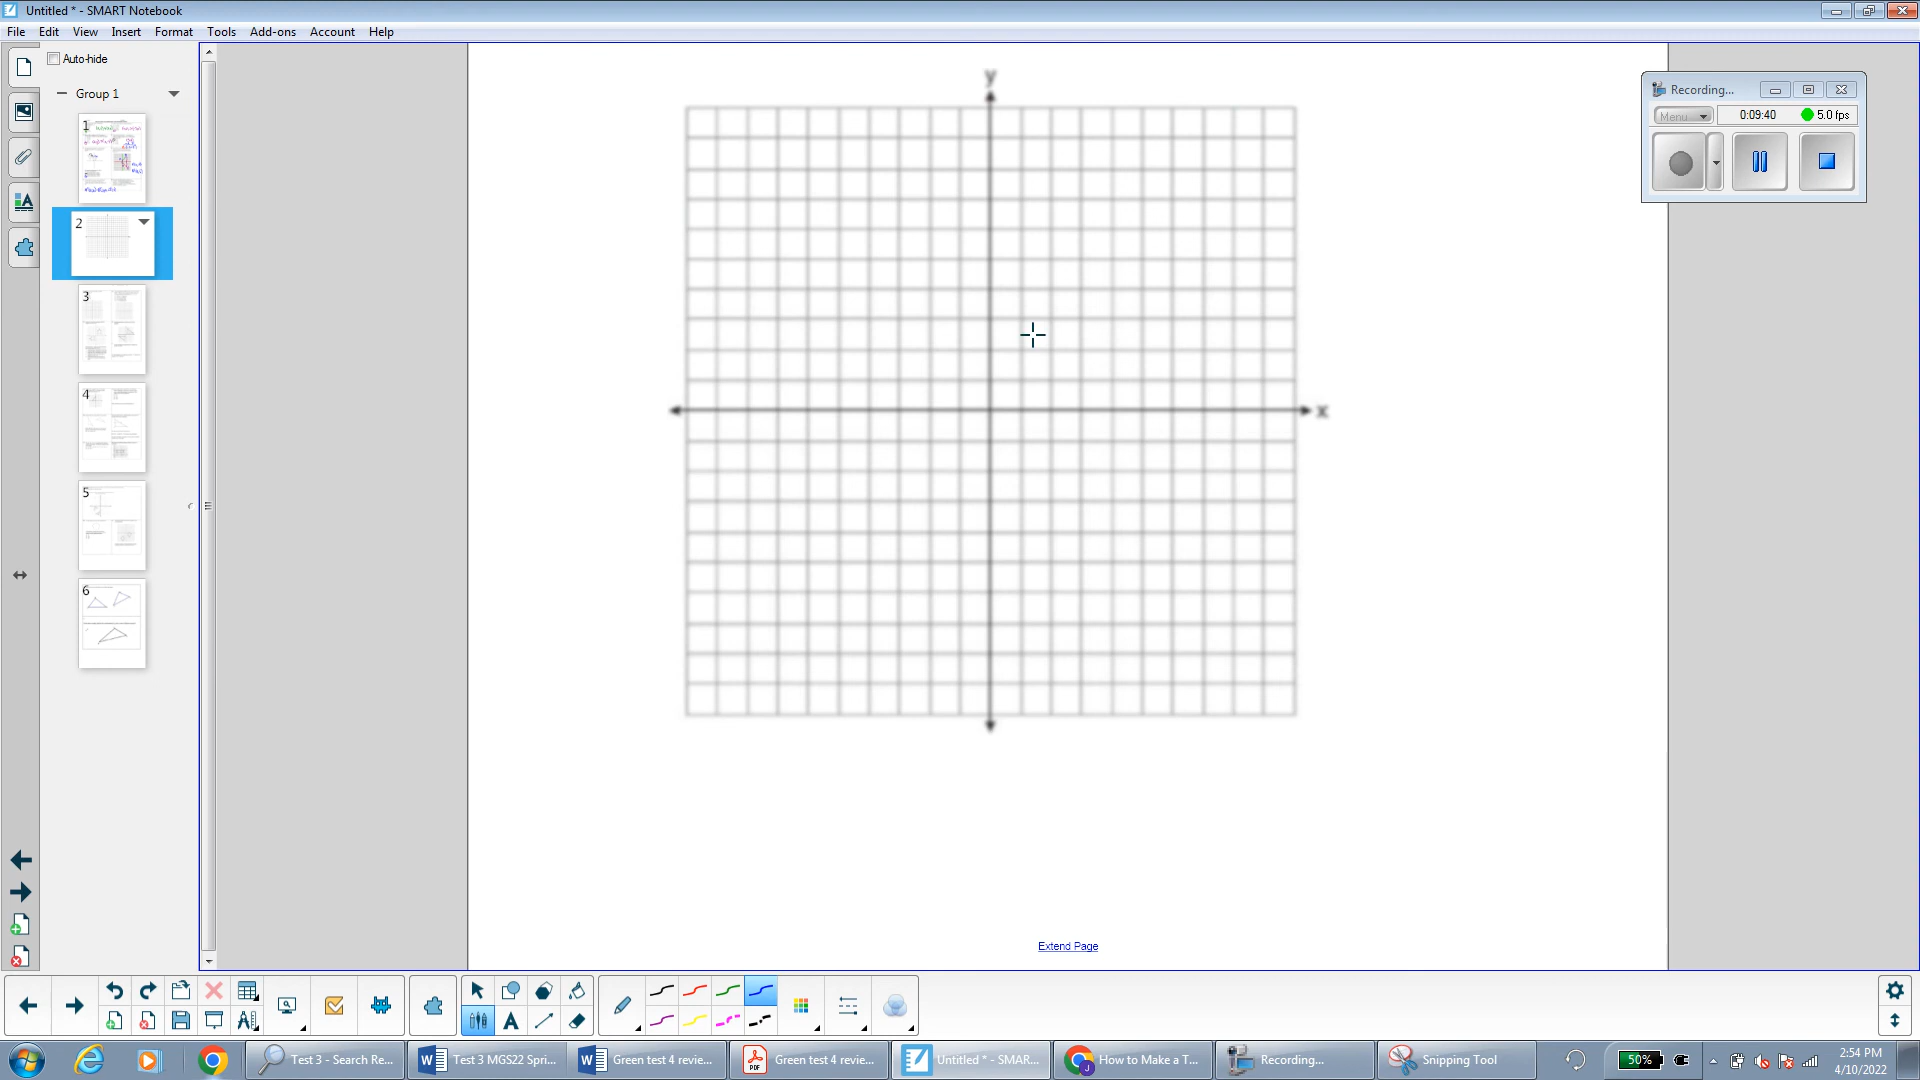 Untitled * - SMART Notebook
File Edit View Insert Format Tools Add-ons Account Help
Auto-hide
Group 1
1
2
3
4
5
6
y
x
Recording...
Menu
0:09:40
5.0 fps
Extend Page
Test 3 - Search Re...
Test 3 MGS22 Spri...
Green test 4 revie...
Green test 4 revie...
Untitled * - SMAR...
How to Make a T...
Recording...
Snipping Tool
50%
2:54 PM
4/10/2022